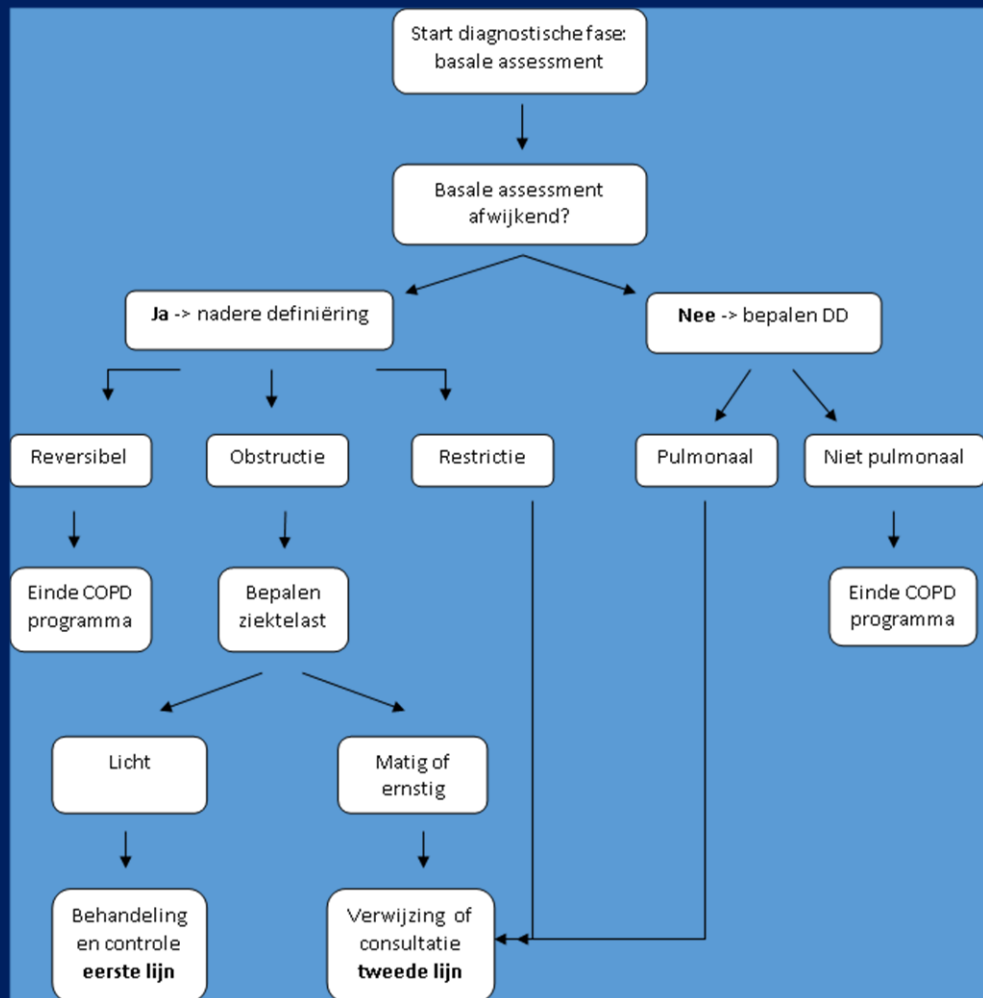 Start diagnostische fase:
basale assessment
Basale assessment
afwijkend?
Ja -> nadere definiëring
Nee -> bepalen DD
Reversibel
Obstructie
Restrictie
Pulmonaal
Niet pulmonaal
Einde COPD
programma
Bepalen
ziektelast
Einde COPD
programma
Licht
Matig of
ernstig
Behandeling
en controle
eerste lijn
Verwijzing of
consultatie
tweede lijn